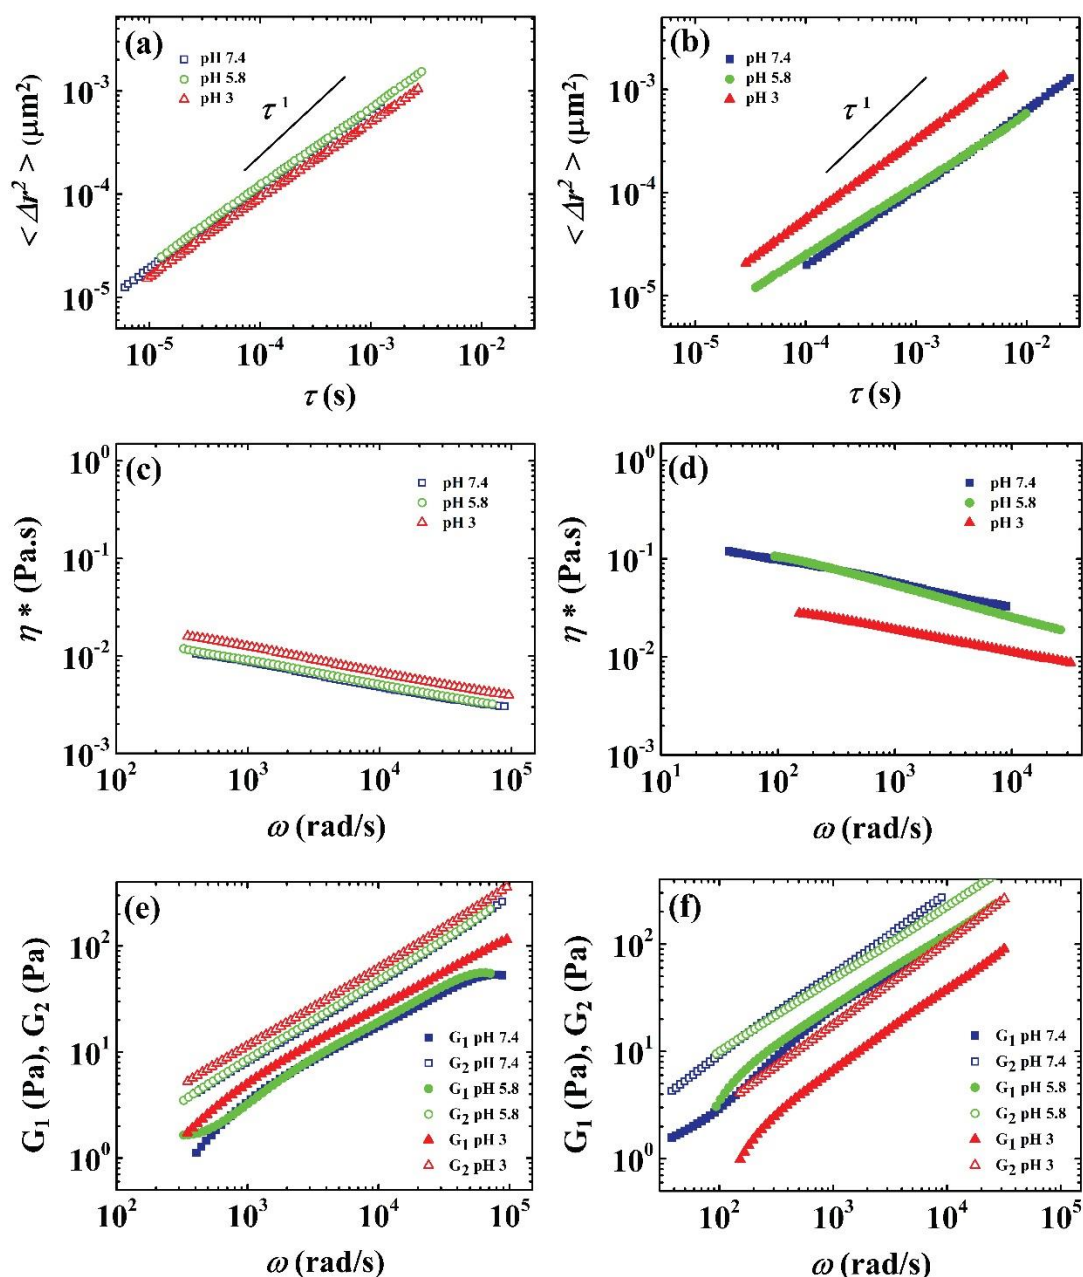 (a)
pH 7.4
pH 5.8
pH 3
τ¹
10⁻³
10⁻⁴
10⁻⁵
< Δr² > (μm²)
10⁻⁵ 10⁻⁴ 10⁻³ 10⁻²
τ (s)
(b)
pH 7.4
pH 5.8
pH 3
τ¹
10⁻³
10⁻⁴
10⁻⁵
< Δr² > (μm²)
10⁻⁵ 10⁻⁴ 10⁻³ 10⁻²
τ (s)
(c)
pH 7.4
pH 5.8
pH 3
10⁰
10⁻¹
10⁻²
10⁻³
η * (Pa.s)
10² 10³ 10⁴ 10⁵
ω (rad/s)
(d)
pH 7.4
pH 5.8
pH 3
10⁰
10⁻¹
10⁻²
10⁻³
η * (Pa.s)
10¹ 10² 10³ 10⁴
ω (rad/s)
(e)
10²
10¹
10⁰
G₁ (Pa), G₂ (Pa)
G₁ pH 7.4
G₂ pH 7.4
G₁ pH 5.8
G₂ pH 5.8
G₁ pH 3
G₂ pH 3
10² 10³ 10⁴ 10⁵
ω (rad/s)
(f)
10²
10¹
10⁰
G₁ (Pa), G₂ (Pa)
G₁ pH 7.4
G₂ pH 7.4
G₁ pH 5.8
G₂ pH 5.8
G₁ pH 3
G₂ pH 3
10² 10³ 10⁴ 10⁵
ω (rad/s)